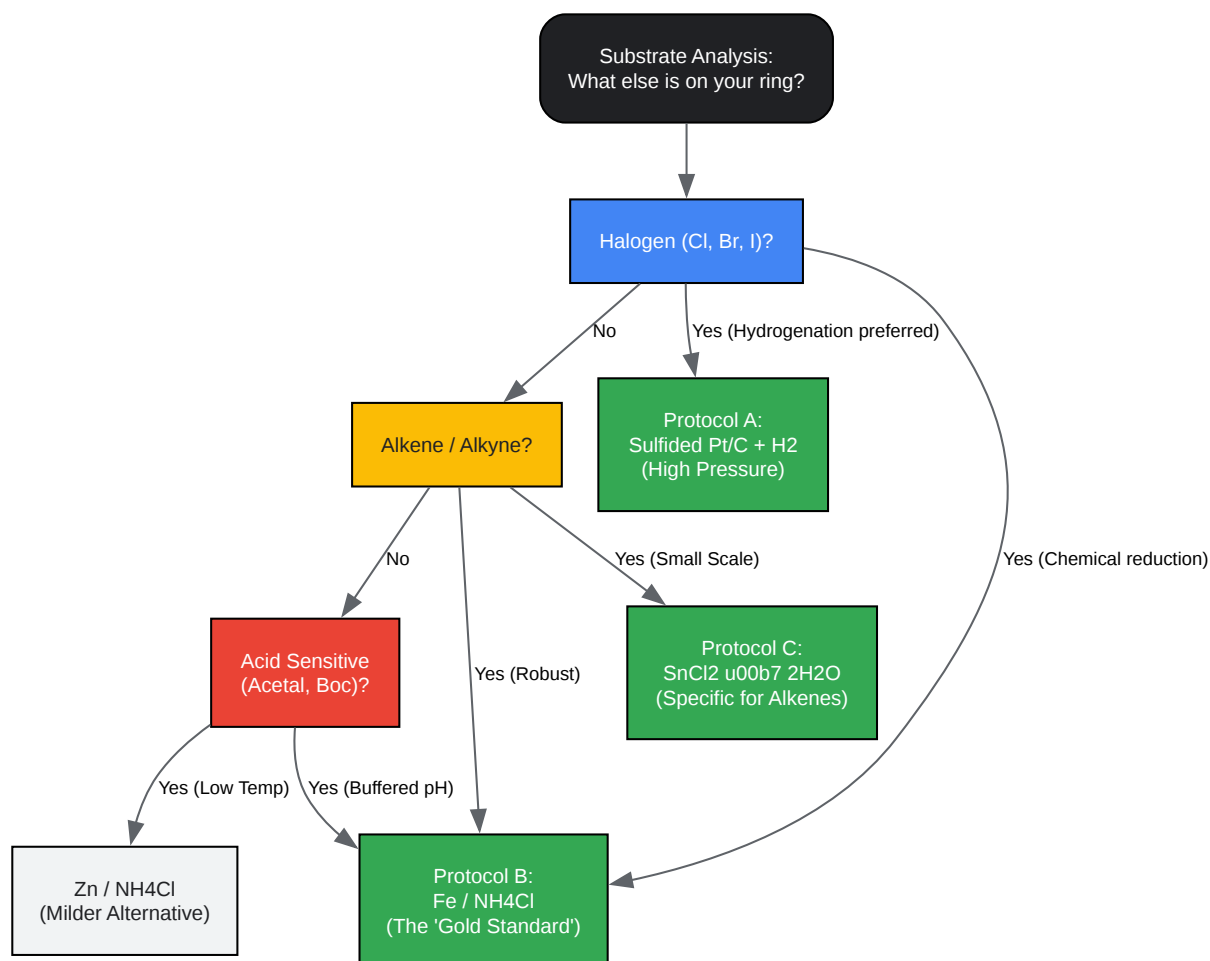 Substrate Analysis:
What else is on your ring?
Halogen (Cl, Br, I)?
No
Yes (Hydrogenation preferred)
Protocol A:
Sulfided Pt/C + H2
(High Pressure)
Alkene / Alkyne?
No
Yes (Small Scale)
Yes (Chemical reduction)
Protocol C:
SnCl2 u00b7 2H2O
(Specific for Alkenes)
Acid Sensitive
(Acetal, Boc)?
Yes (Robust)
Yes (Low Temp)
Yes (Buffered pH)
Zn / NH4Cl
(Milder Alternative)
Protocol B:
Fe / NH4Cl
(The 'Gold Standard')